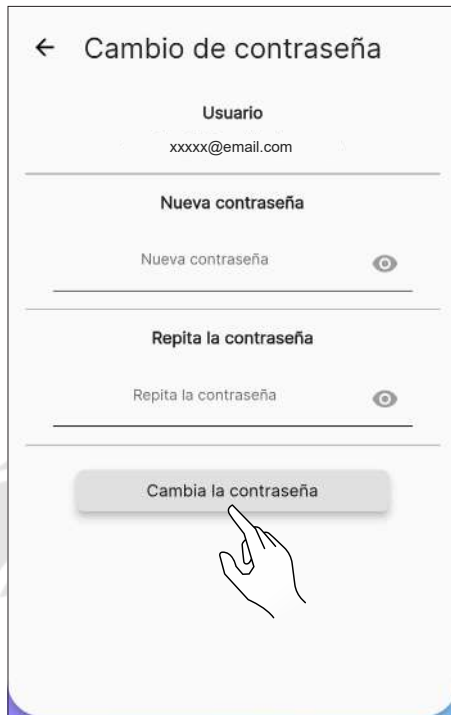 Cambio de contraseña
Usuario
xxxxx@email.com
Nueva contraseña
Nueva contraseña
Repita la contraseña
Repita la contraseña
Cambia la contraseña